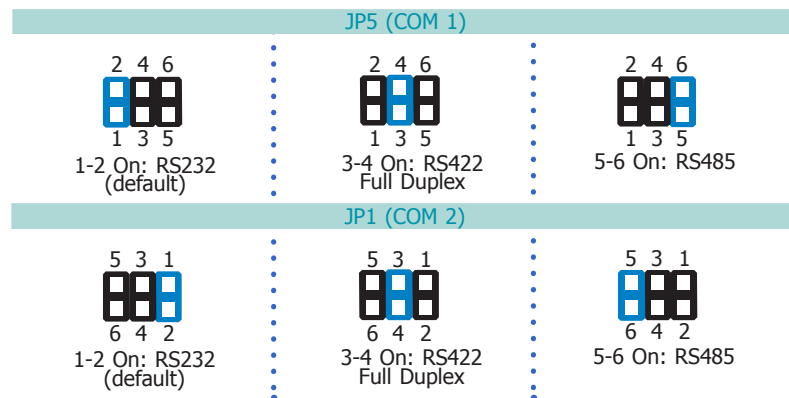 JP5 (COM 1)
2 4 6
1 3 5
1-2 On: RS232
(default)
2 4 6
1 3 5
3-4 On: RS422
Full Duplex
2 4 6
1 3 5
5-6 On: RS485
JP1 (COM 2)
5 3 1
6 4 2
1-2 On: RS232
(default)
5 3 1
6 4 2
3-4 On: RS422
Full Duplex
5 3 1
6 4 2
5-6 On: RS485